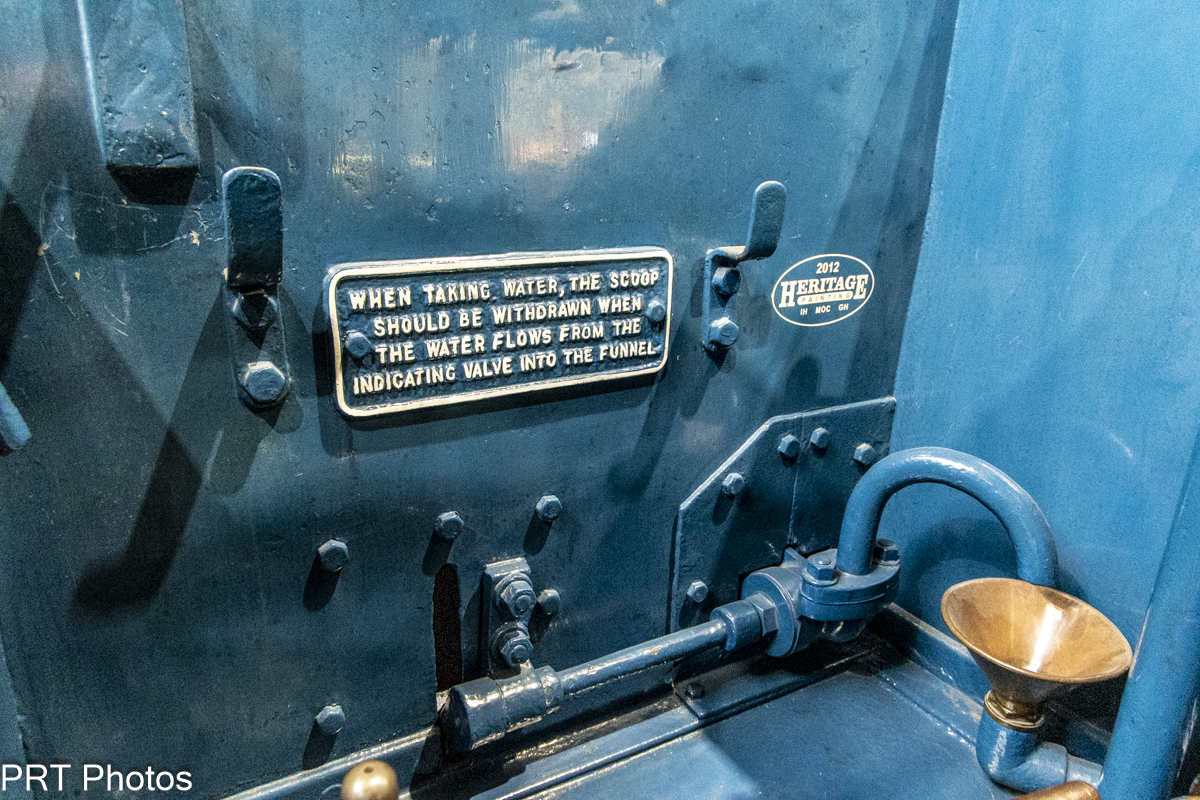 WHEN TAKING WATER, THE SCOOP
SHOULD BE WITHDRAWN WHEN
THE WATER FLOWS FROM THE
INDICATING VALVE INTO THE FUNNEL
2012
HERITAGE
PAINTING
IH MOC GH
PRT Photos